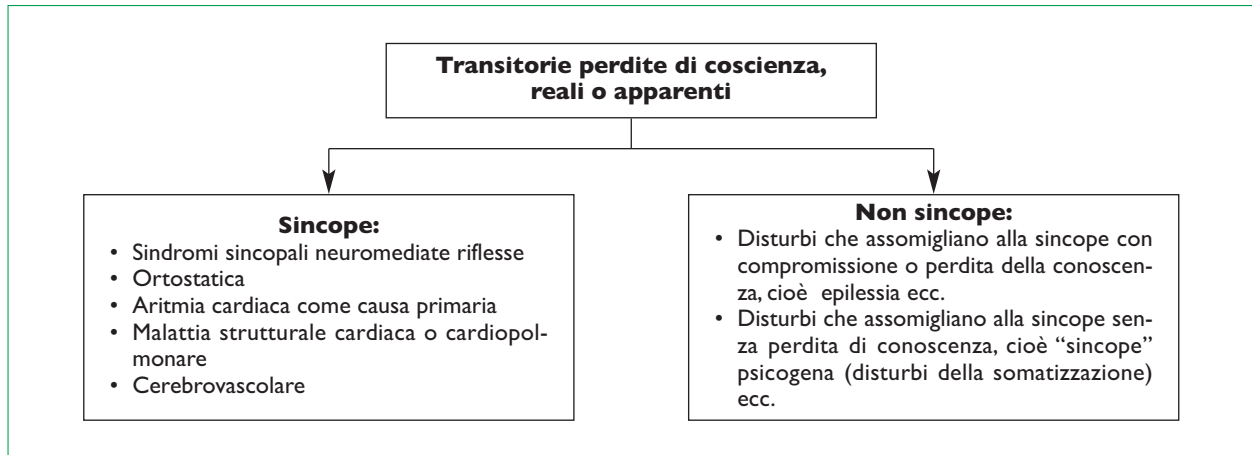 Transitorie perdite di coscienza,
reali o apparenti
Sincope:
• Sindromi sincopali neuromediate riflesse
• Ortostatica
• Aritmia cardiaca come causa primaria
• Malattia strutturale cardiaca o cardiopol-
monare
• Cerebrovascolare
Non sincope:
• Disturbi che assomigliano alla sincope con
compromissione o perdita della conoscen-
za, cioè epilessia ecc.
• Disturbi che assomigliano alla sincope sen-
za perdita di conoscenza, cioè “sincope”
psicogena (disturbi della somatizzazione)
ecc.